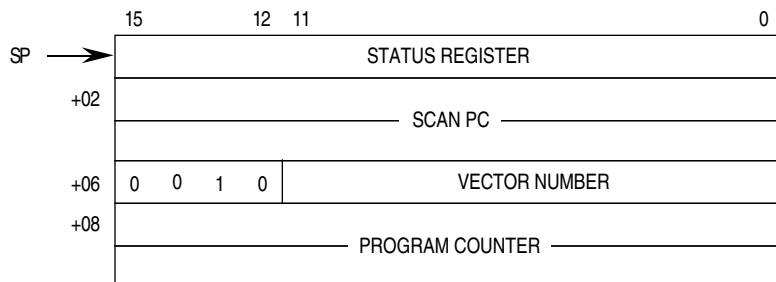 15 12 11 0
SP STATUS REGISTER
+02
SCAN PC
+06 0 0 1 0 VECTOR NUMBER
+08
PROGRAM COUNTER